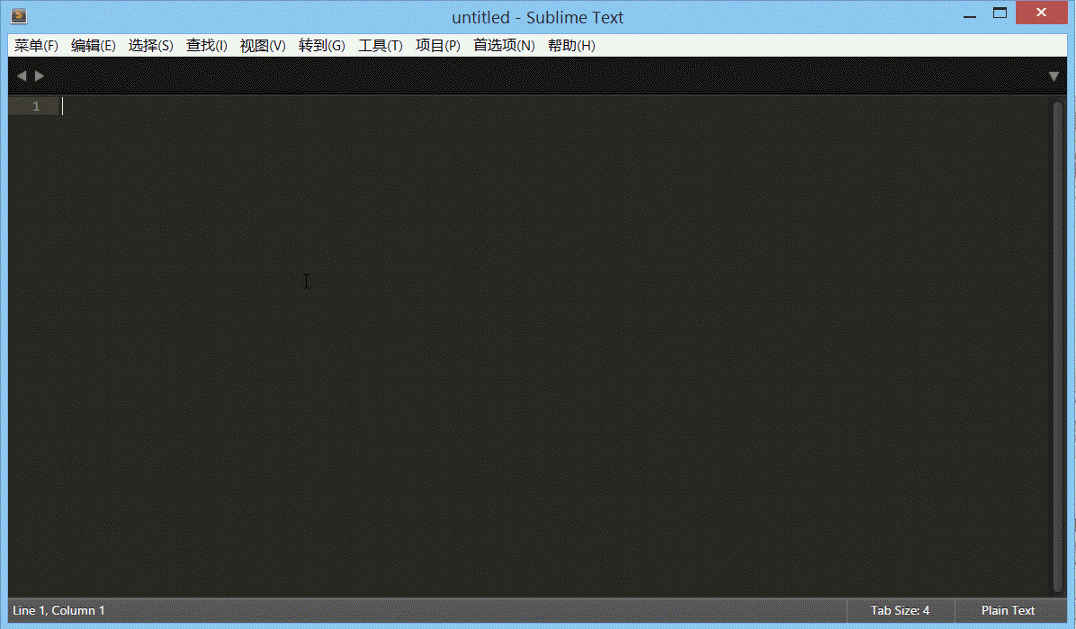 untitled - Sublime Text
菜单(F) 编辑(E) 选择(S) 查找(I) 视图(V) 转到(G) 工具(T) 项目(P) 首选项(N) 帮助(H)
1
Line 1, Column 1 Tab Size: 4 Plain Text